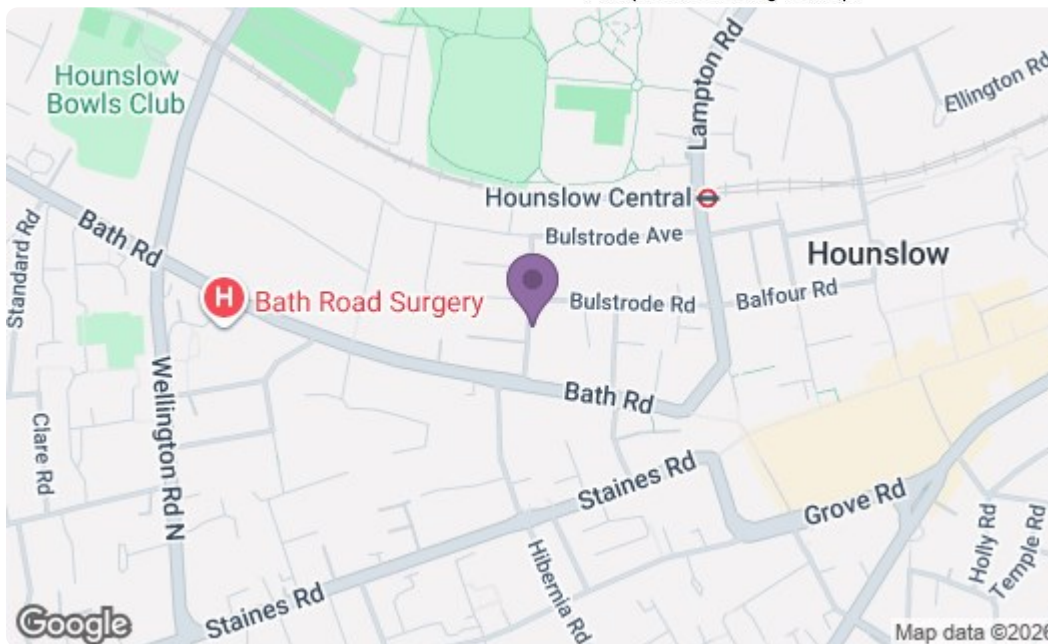 Lampton Rd
Ellington Rd
Hounslow
Bowls Club
Hounslow Central
Bulstrode Ave
Hounslow
Bath Rd
Standard Rd
H
Bath Road Surgery
Bulstrode Rd
Balfour Rd
Wellington Rd N
Bath Rd
Clare Rd
Staines Rd
Grove Rd
Holly Rd
Temple Rd
Hibernia Rd
Staines Rd
Google
Map data ©2026